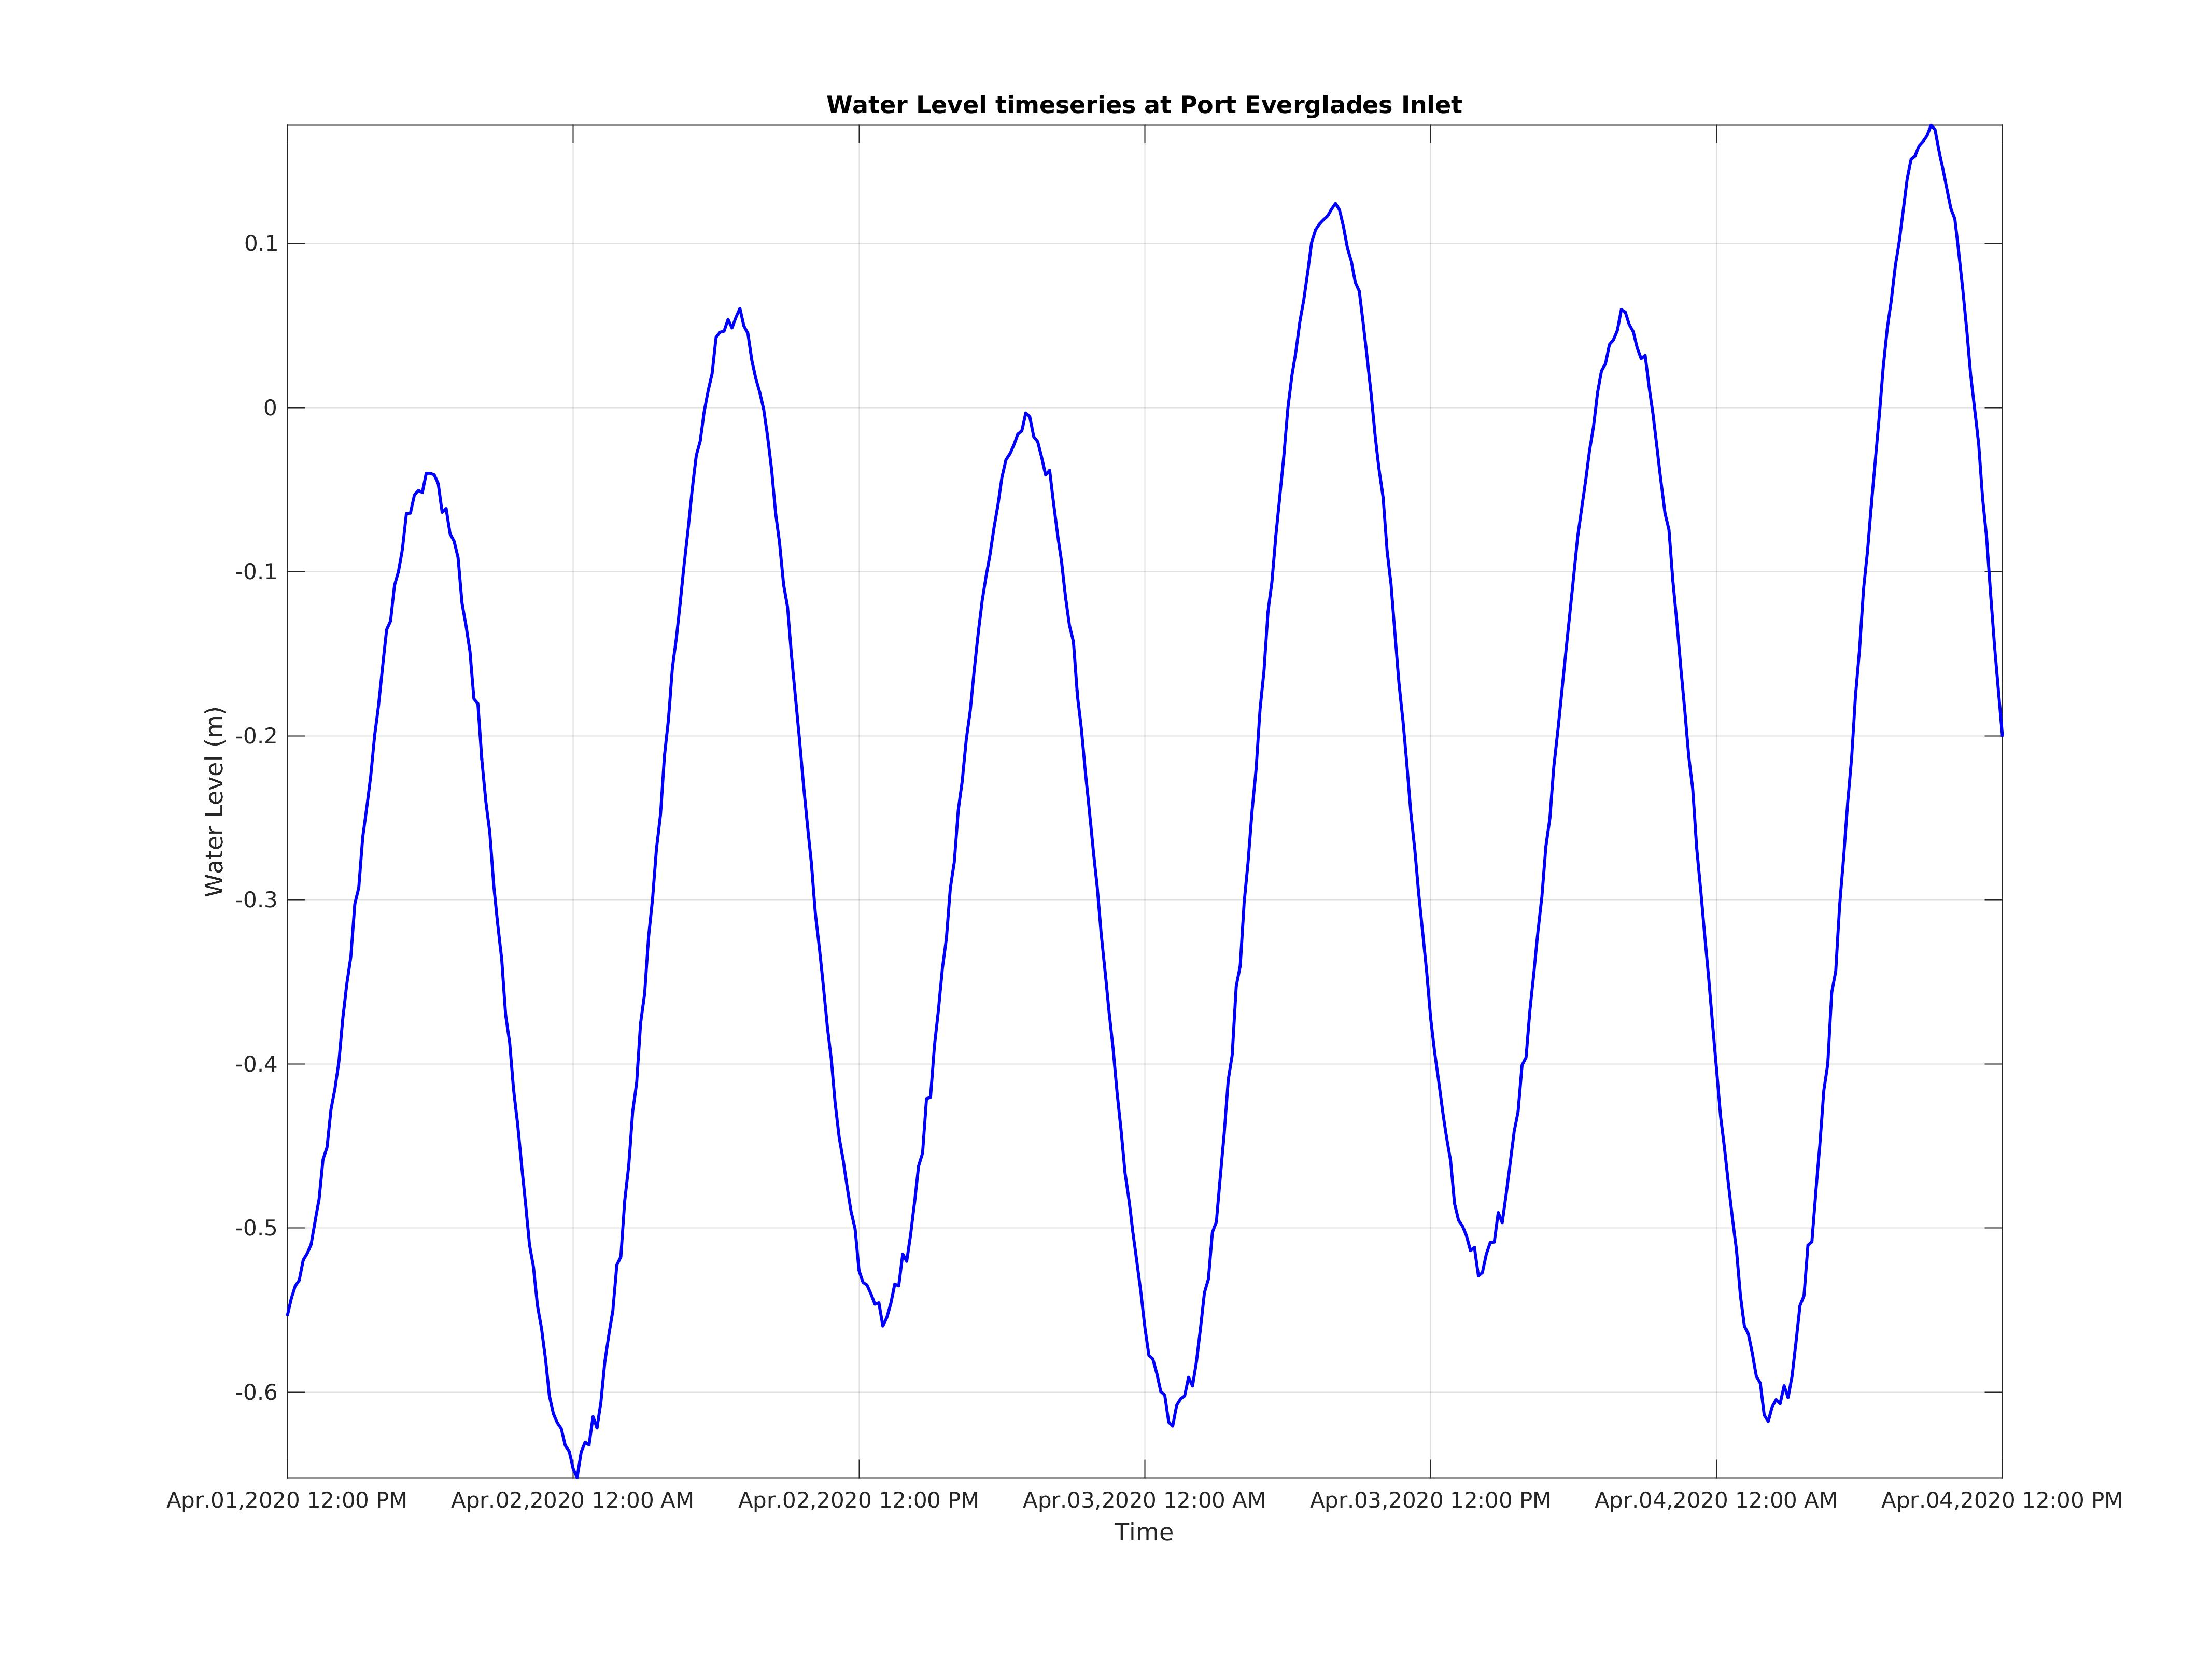 Water Level timeseries at Port Everglades Inlet
0.1
0
-0.1
-0.2
-0.3
-0.4
-0.5
-0.6
Water Level (m)
Apr.01,2020 12:00 PM Apr.02,2020 12:00 AM Apr.02,2020 12:00 PM Apr.03,2020 12:00 AM Apr.03,2020 12:00 PM Apr.04,2020 12:00 AM Apr.04,2020 12:00 PM
Time